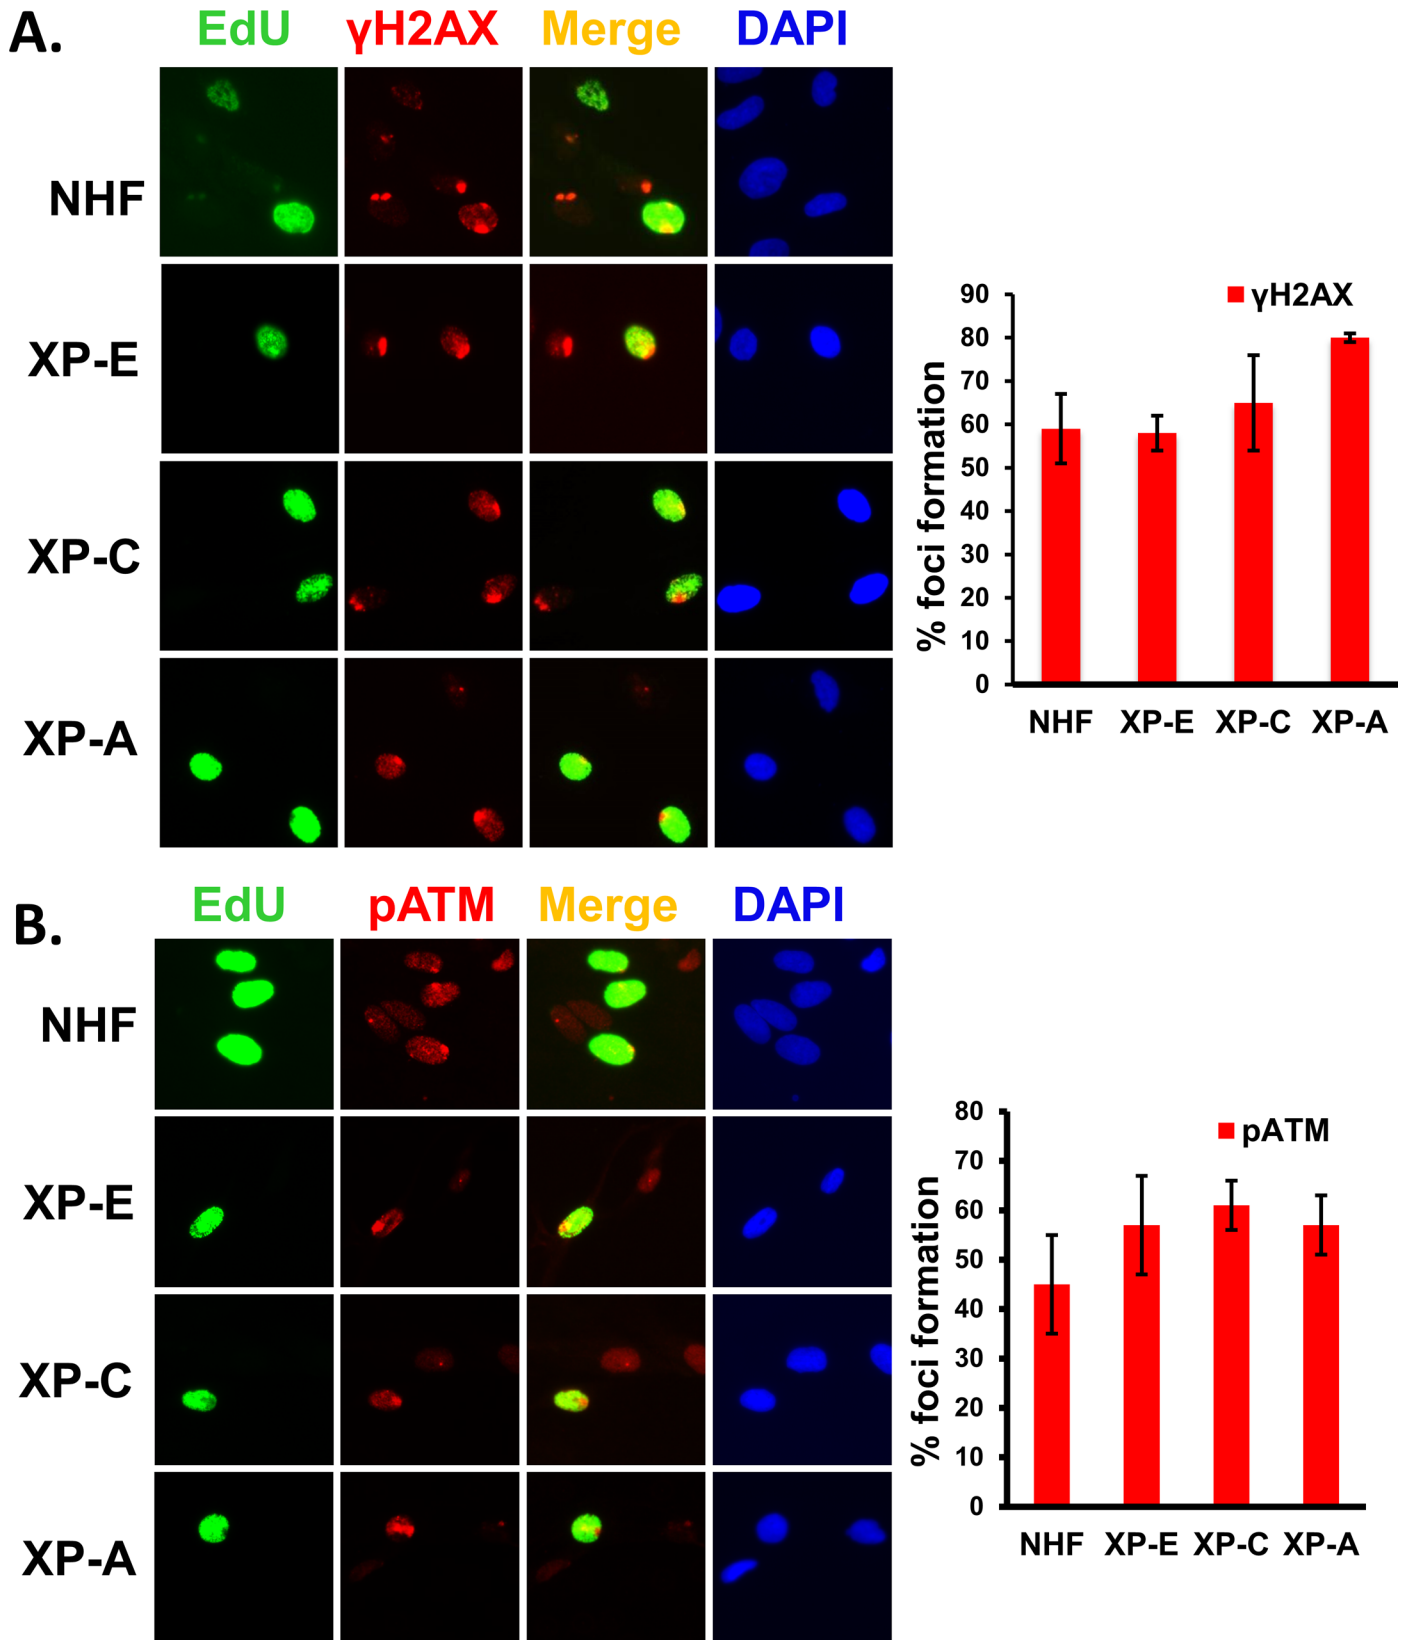 A.
EdU γH2AX Merge DAPI
NHF
XP-E
XP-C
XP-A
γH2AX
% foci formation
90
80
70
60
50
40
30
20
10
0
NHF XP-E XP-C XP-A
B.
EdU pATM Merge DAPI
NHF
XP-E
XP-C
XP-A
pATM
% foci formation
80
70
60
50
40
30
20
10
0
NHF XP-E XP-C XP-A